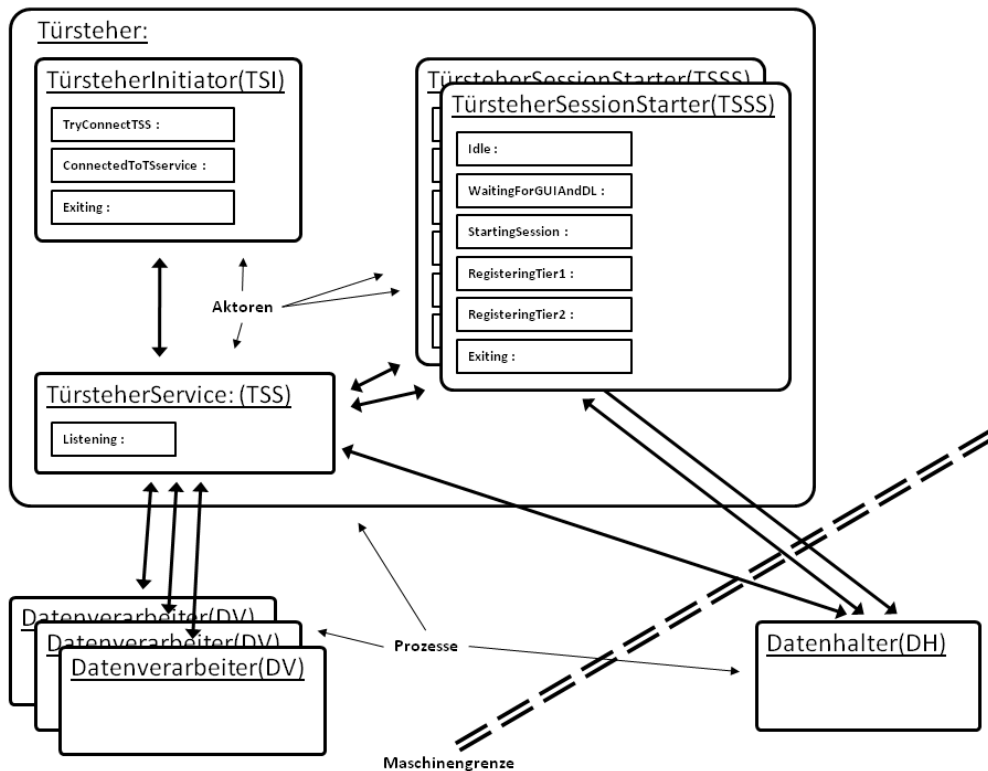 Türsteher:
TürsteherInitiator(TSI)
TryConnectTSS :
ConnectedToTSservice :
Exiting :
TürsteherSessionStarter(TSSS)
TürsteherSessionStarter(TSSS)
Idle :
WaitingForGUIAndDL :
StartingSession :
RegisteringTier1 :
RegisteringTier2 :
Exiting :
Aktoren
TürsteherService: (TSS)
Listening :
Datenverarbeiter(DV)
Datenverarbeiter(DV)
Datenverarbeiter(DV)
Prozesse
Datenhalter(DH)
Maschinengrenze